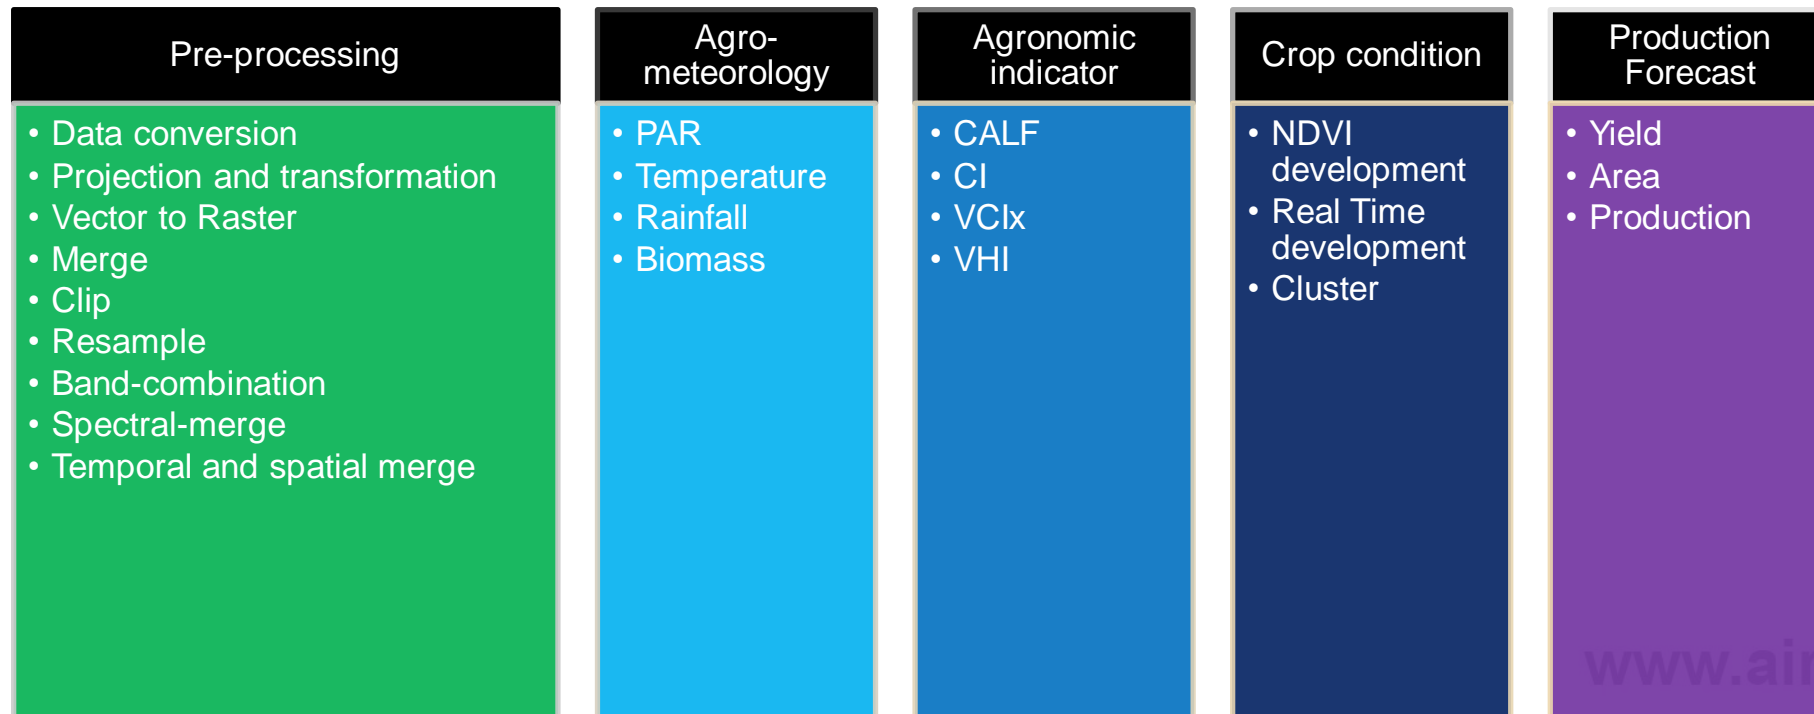 Pre-processing
• Data conversion
• Projection and transformation
• Vector to Raster
• Merge
• Clip
• Resample
• Band-combination
• Spectral-merge
• Temporal and spatial merge
Agro-
meteorology
• PAR
• Temperature
• Rainfall
• Biomass
Agronomic
indicator
• CALF
• CI
• VCIx
• VHI
Crop condition
• NDVI
development
• Real Time
development
• Cluster
Production
Forecast
• Yield
• Area
• Production